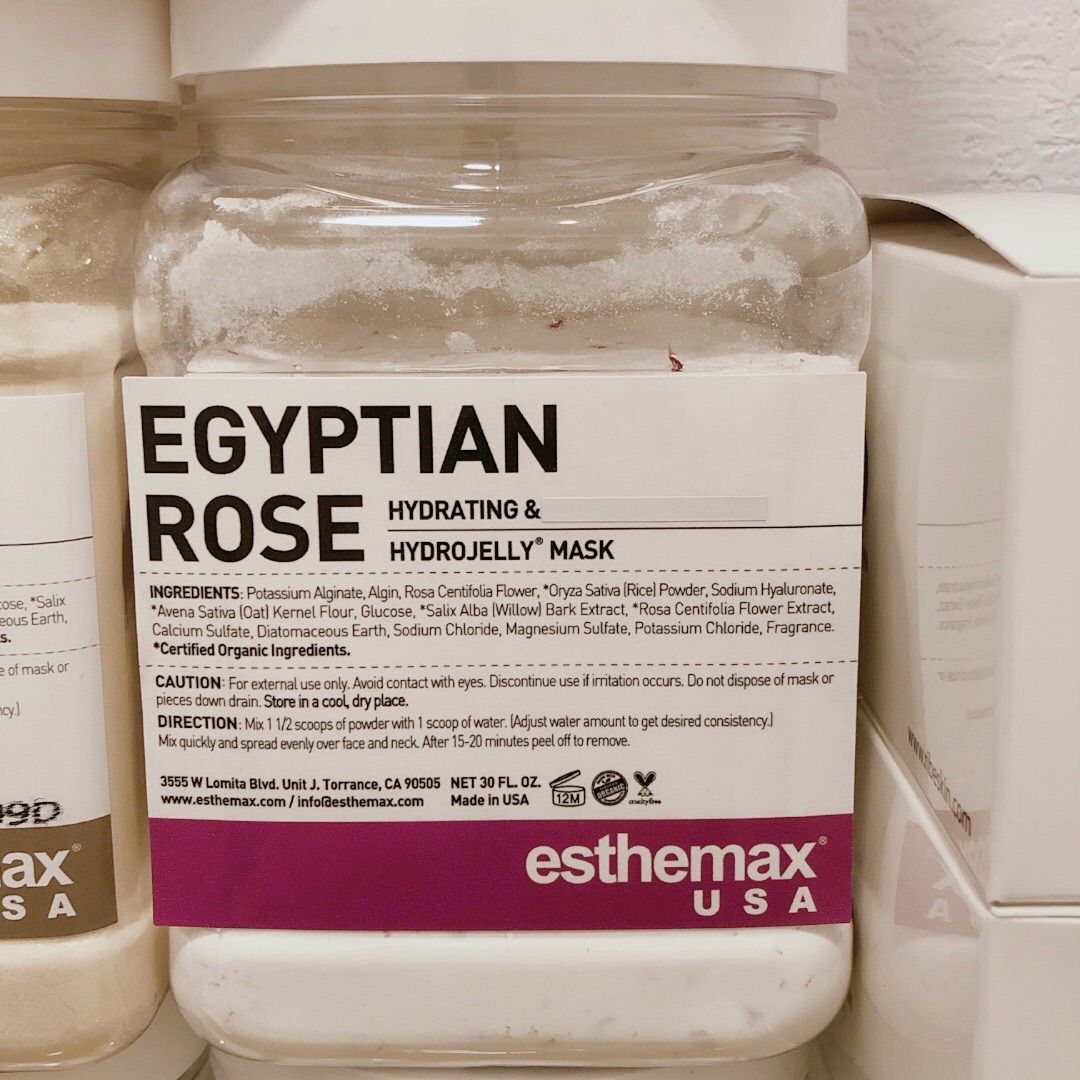 EGYPTIAN
ROSE
HYDRATING &
HYDROJELLY® MASK
INGREDIENTS: Potassium Alginate, Algin, Rosa Centifolia Flower, *Oryza Sativa (Rice) Powder, Sodium Hyaluronate,
*Avena Sativa (Oat) Kernel Flour, Glucose, *Salix Alba (Willow) Bark Extract, *Rosa Centifolia Flower Extract,
Calcium Sulfate, Diatomaceous Earth, Sodium Chloride, Magnesium Sulfate, Potassium Chloride, Fragrance.
*Certified Organic Ingredients.
CAUTION: For external use only. Avoid contact with eyes. Discontinue use if irritation occurs. Do not dispose of mask or
pieces down drain. Store in a cool, dry place.
DIRECTION: Mix 1 1/2 scoops of powder with 1 scoop of water. (Adjust water amount to get desired consistency.)
Mix quickly and spread evenly over face and neck. After 15-20 minutes peel off to remove.
3555 W Lomita Blvd. Unit J. Torrance, CA 90505 NET 30 FL. OZ.
www.esthemax.com / info@esthemax.com Made in USA
12M
ORGANIC
crueltyfree
esthemax®
USA
*Salix
eous Earth,
s.
e of mask or
ncy.)
99D
ax®
S A